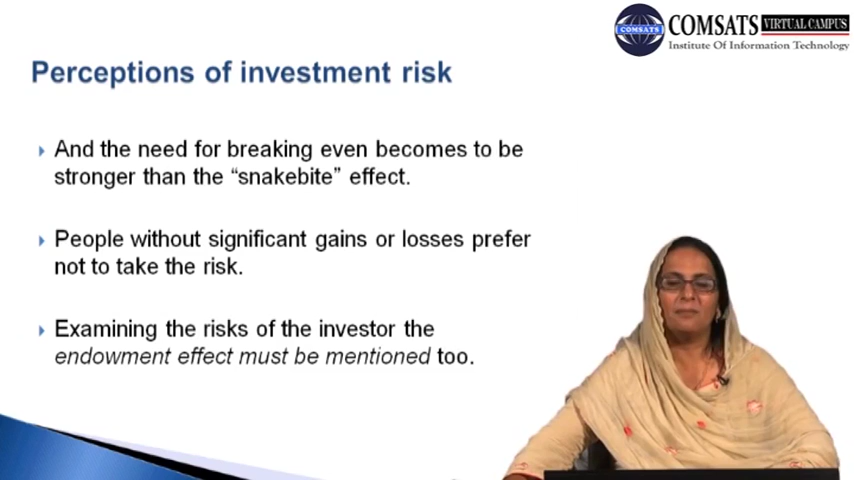 COMSATS VIRTUAL CAMPUS
COMSATS
Institute Of Information Technology
Perceptions of investment risk
And the need for breaking even becomes to be
stronger than the “snakebite” effect.
People without significant gains or losses prefer
not to take the risk.
Examining the risks of the investor the
endowment effect must be mentioned too.